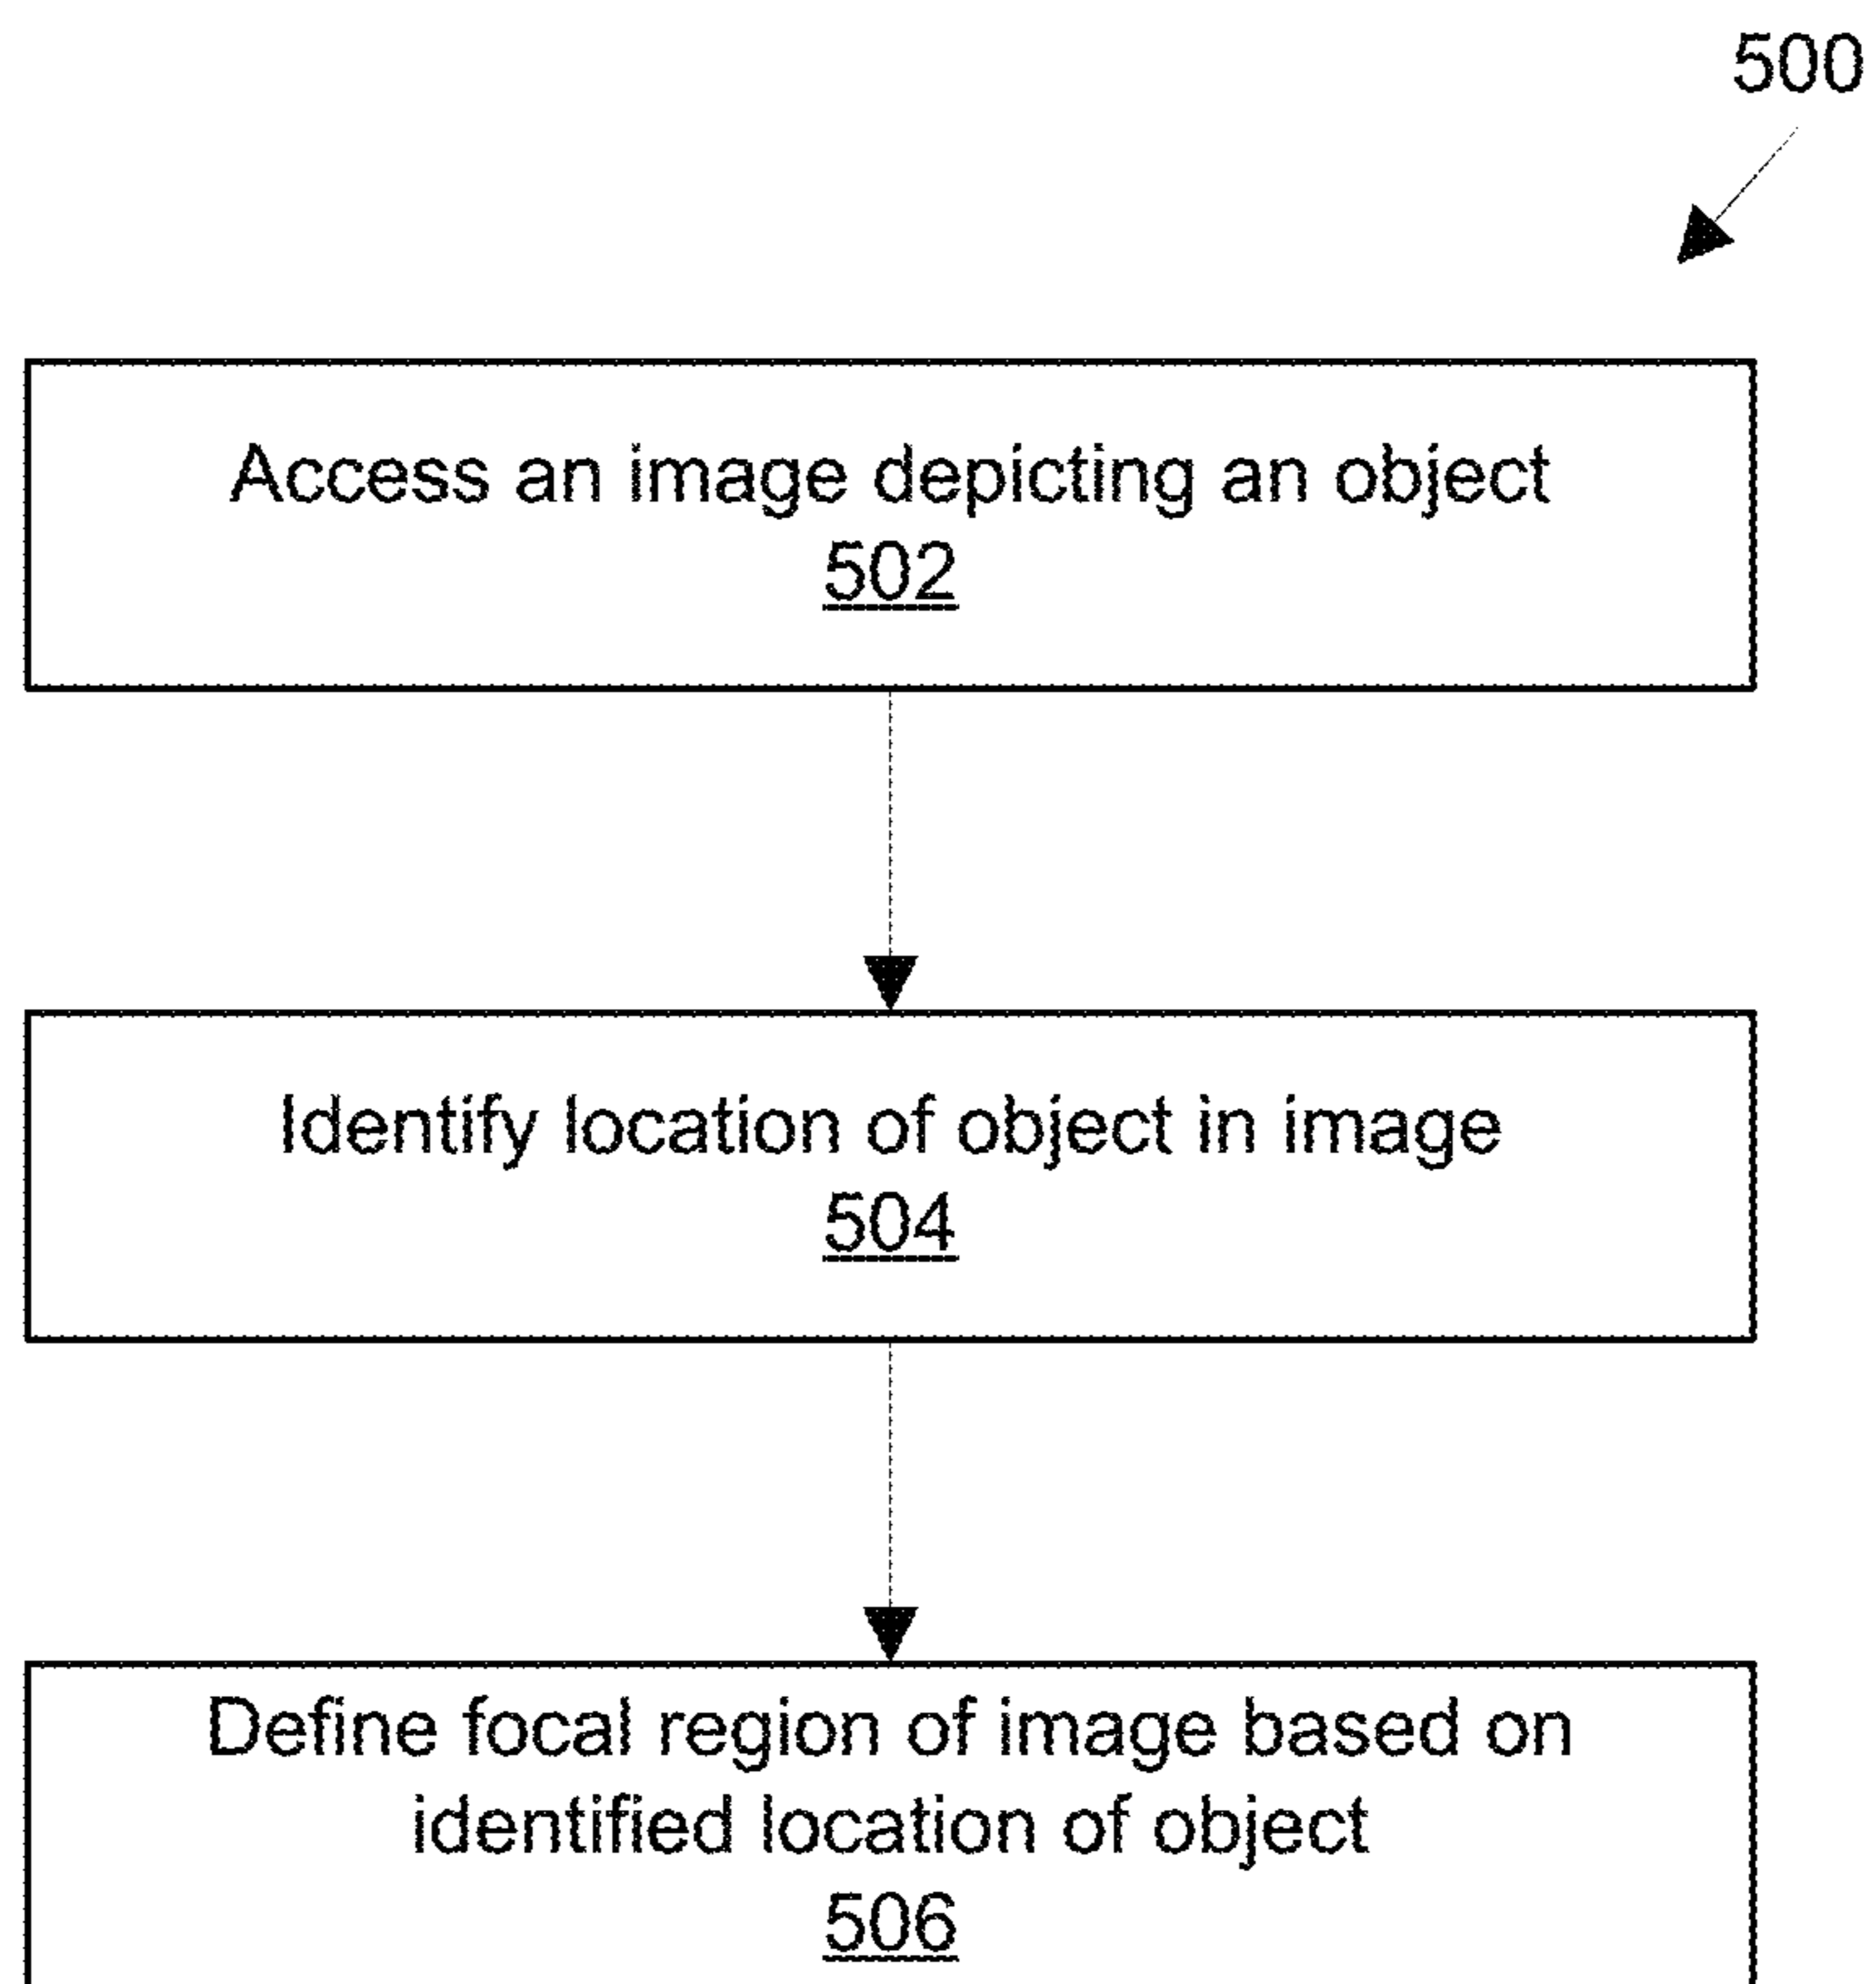 500
Access an image depicting an object
502
Identify location of object in image
504
Define focal region of image based on
identified location of object
506